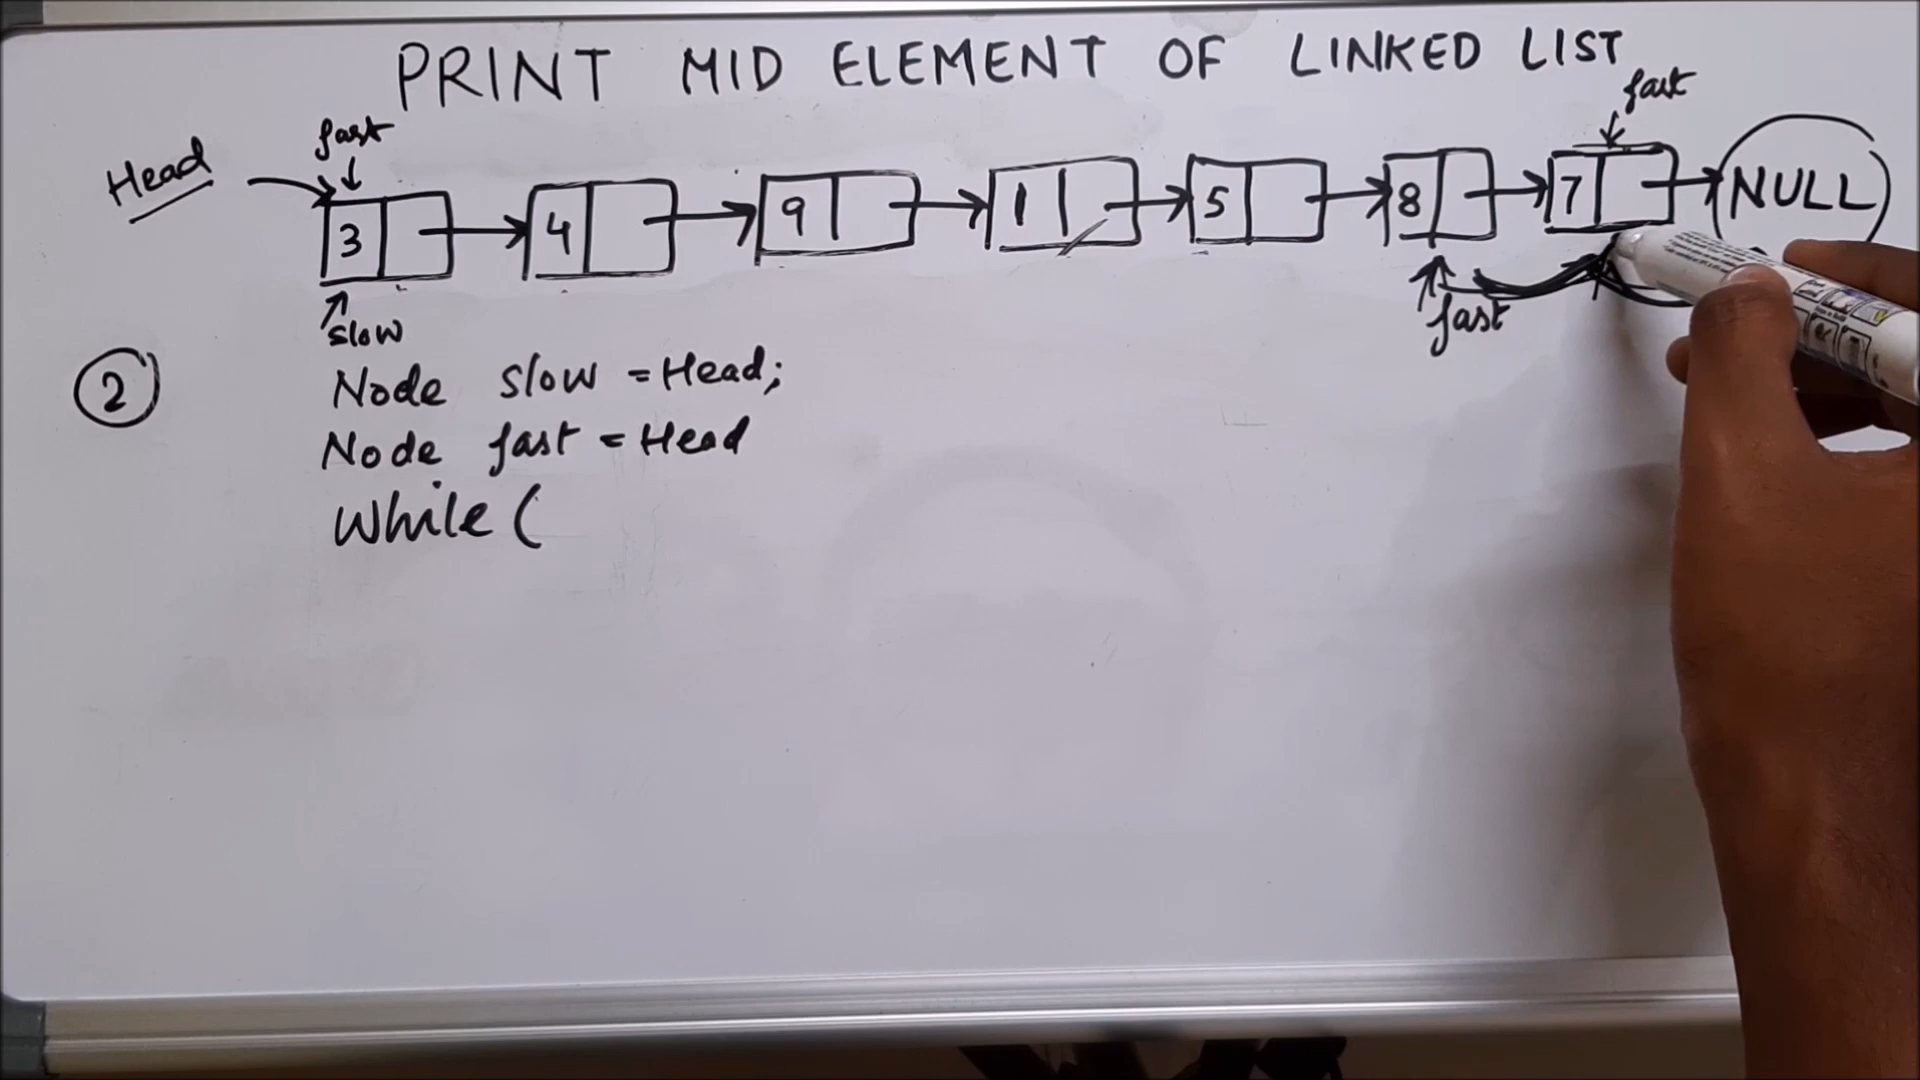 PRINT MID ELEMENT OF LINKED LIST
fast
fast
Head
3 4 9 1 5 8 7 NULL
slow
fast
2
Node slow = Head;
Node fast = Head
While (